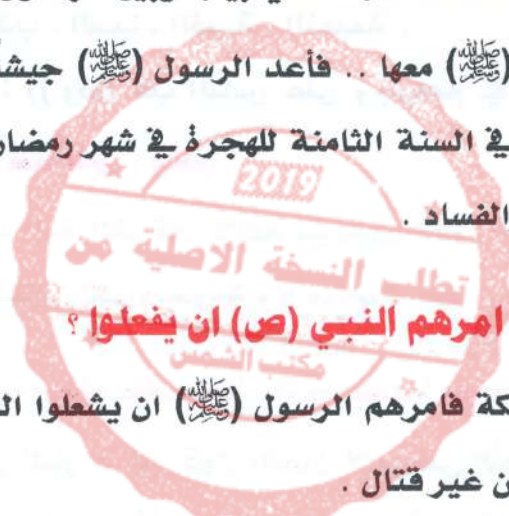 (ﷺ) معها .. فأعد الرسول (ﷺ) جيشا
في السنة الثامنة للهجرة في شهر رمضا
2019
الفساد .
تطلب النسخة الاصلية من
امرهم النبي (ص) ان يفعلوا ؟
مكتب الشمس
كة فامرهم الرسول (ﷺ) ان يشعلوا ال
ن غير قتال .